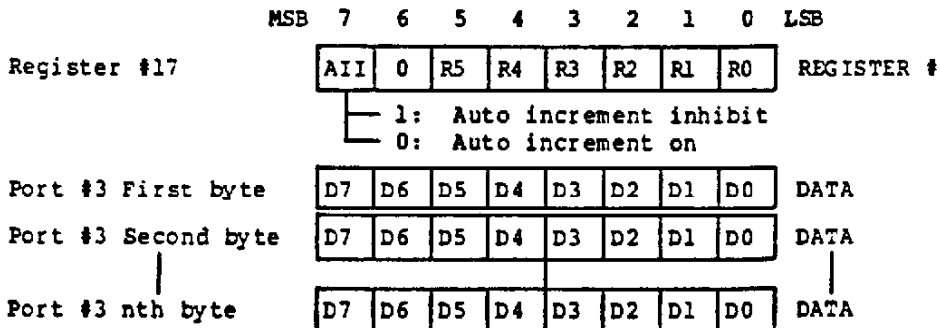 MSB 7 6 5 4 3 2 1 0 LSB
Register #17 AII 0 R5 R4 R3 R2 R1 R0 REGISTER #
1: Auto increment inhibit
0: Auto increment on
Port #3 First byte D7 D6 D5 D4 D3 D2 D1 D0 DATA
Port #3 Second byte D7 D6 D5 D4 D3 D2 D1 D0 DATA
Port #3 nth byte D7 D6 D5 D4 D3 D2 D1 D0 DATA